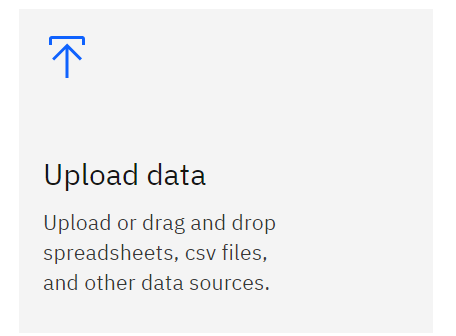 Upload data
Upload or drag and drop
spreadsheets, csv files,
and other data sources.